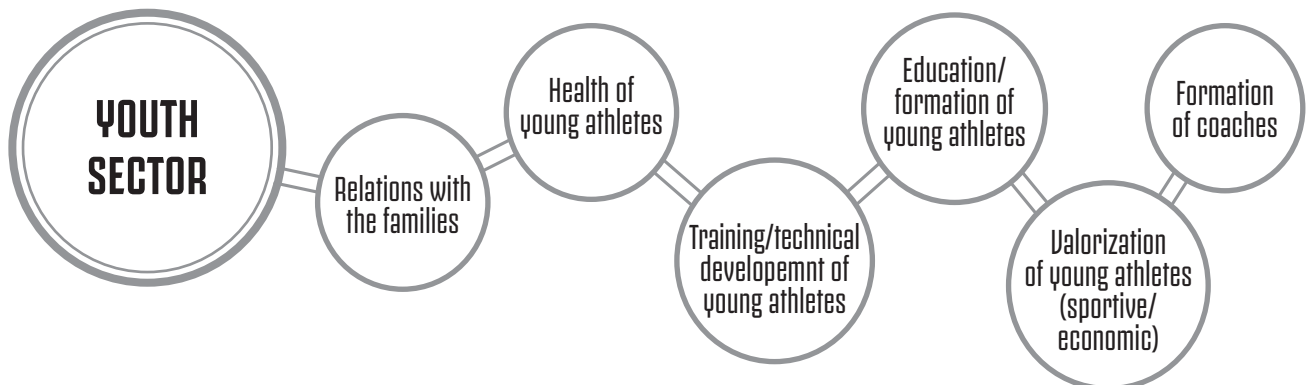 YOUTH
SECTOR
Relations with
the families
Health of
young athletes
Training/technical
developemnt of
young athletes
Education/
formation of
young athletes
Valorization
of young athletes
(sportive/
economic)
Formation
of coaches